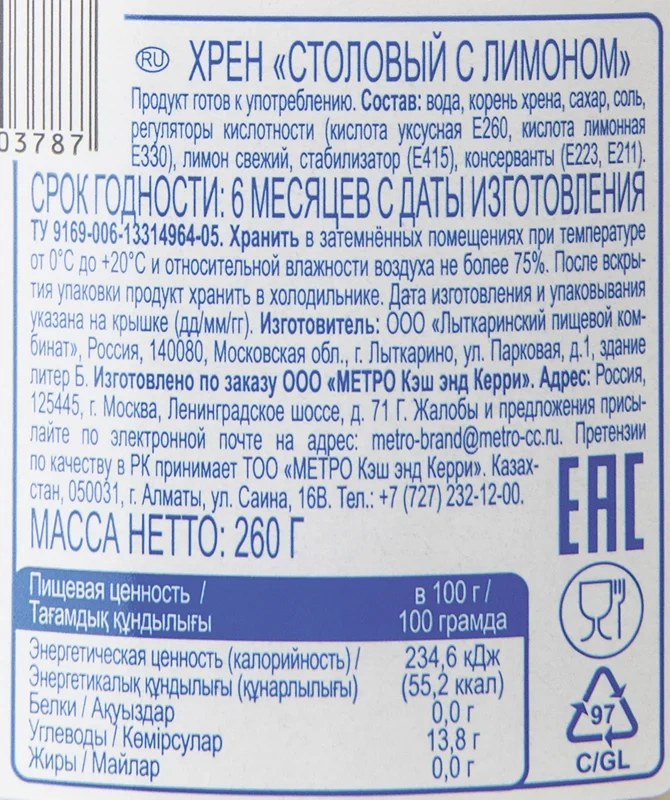 RU ХРЕН «СТОЛОВЫЙ С ЛИМОНОМ»
Продукт готов к употреблению. Состав: вода, корень хрена, сахар, соль,
регуляторы кислотности (кислота уксусная Е260, кислота лимонная
Е330), лимон свежий, стабилизатор (Е415), консерванты (Е223, Е211).
03787
СРОК ГОДНОСТИ: 6 МЕСЯЦЕВ С ДАТЫ ИЗГОТОВЛЕНИЯ
ТУ 9169-006-13314964-05. Хранить в затемнённых помещениях при температуре
от 0°С до +20°С и относительной влажности воздуха не более 75%. После вскры-
тия упаковки продукт хранить в холодильнике. Дата изготовления и упаковывания
указана на крышке (дд/мм/гг). Изготовитель: ООО «Лыткаринский пищевой ком-
бинат», Россия, 140080, Московская обл., г. Лыткарино, ул. Парковая, д.1, здание
литер Б. Изготовлено по заказу ООО «МЕТРО Кэш энд Керри». Адрес: Россия,
125445, г. Москва, Ленинградское шоссе, д. 71 Г. Жалобы и предложения присы-
лайте по электронной почте на адрес: metro-brand@metro-cc.ru. Претензии
по качеству в РК принимает ТОО «МЕТРО Кэш энд Керри». Казах-
стан, 050031, г. Алматы, ул. Саина, 16В. Тел.: +7 (727) 232-12-00.
МАССА НЕТТО: 260 Г
EAC
Пищевая ценность / в 100 г /
Тағамдық құндылығы 100 грамда
Энергетическая ценность (калорийность) / 234,6 кДж
Энергетикалық құндылығы (құнарлылығы) (55,2 ккал)
Белки / Ақуыздар 0,0 г
Углеводы / Көмірсулар 13,8 г
Жиры / Майлар 0,0 г
97
C/GL